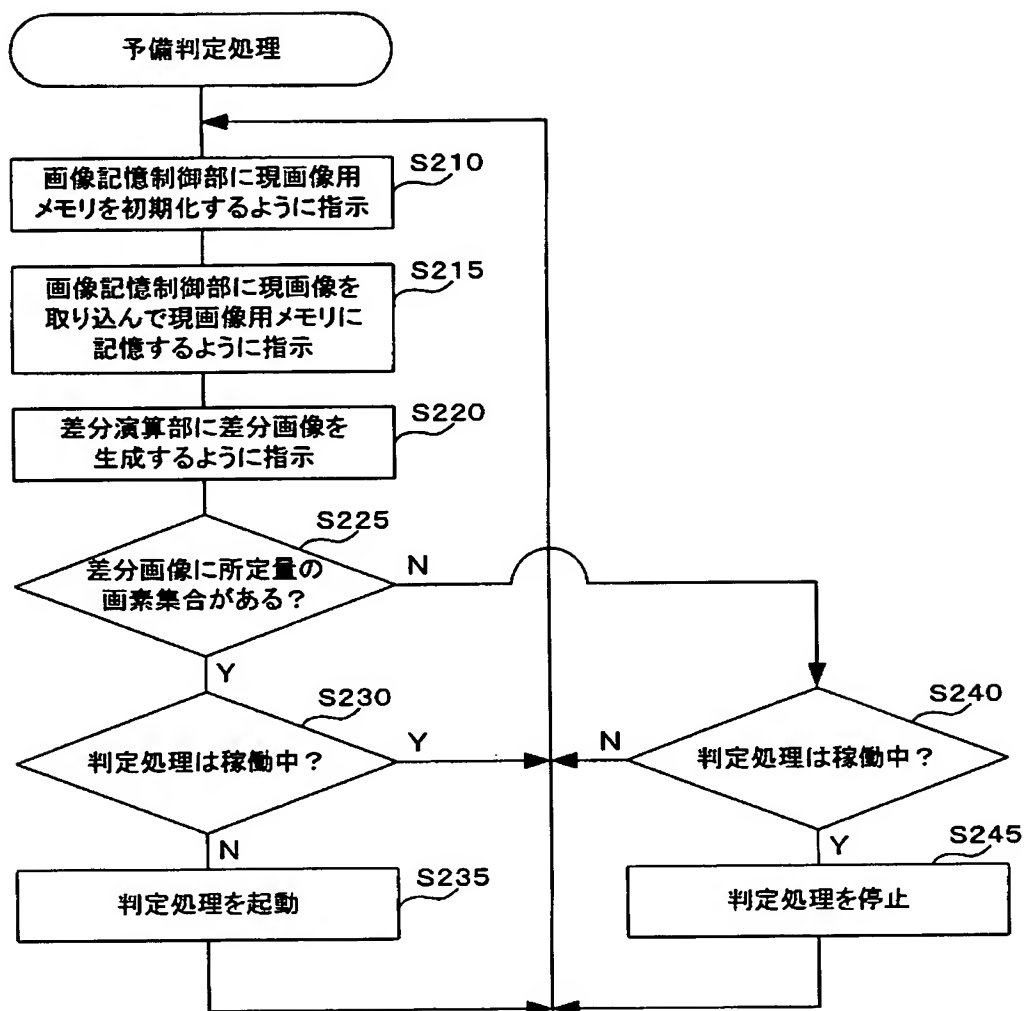 予備判定処理
S210
画像記憶制御部に現画像用
メモリを初期化するように指示
S215
画像記憶制御部に現画像を
取り込んで現画像用メモリに
記憶するように指示
S220
差分演算部に差分画像を
生成するように指示
S225
差分画像に所定量の
画素集合がある?
N
Y
S230
判定処理は稼働中?
Y
N
S235
判定処理を起動
S240
判定処理は稼働中?
N
Y
S245
判定処理を停止